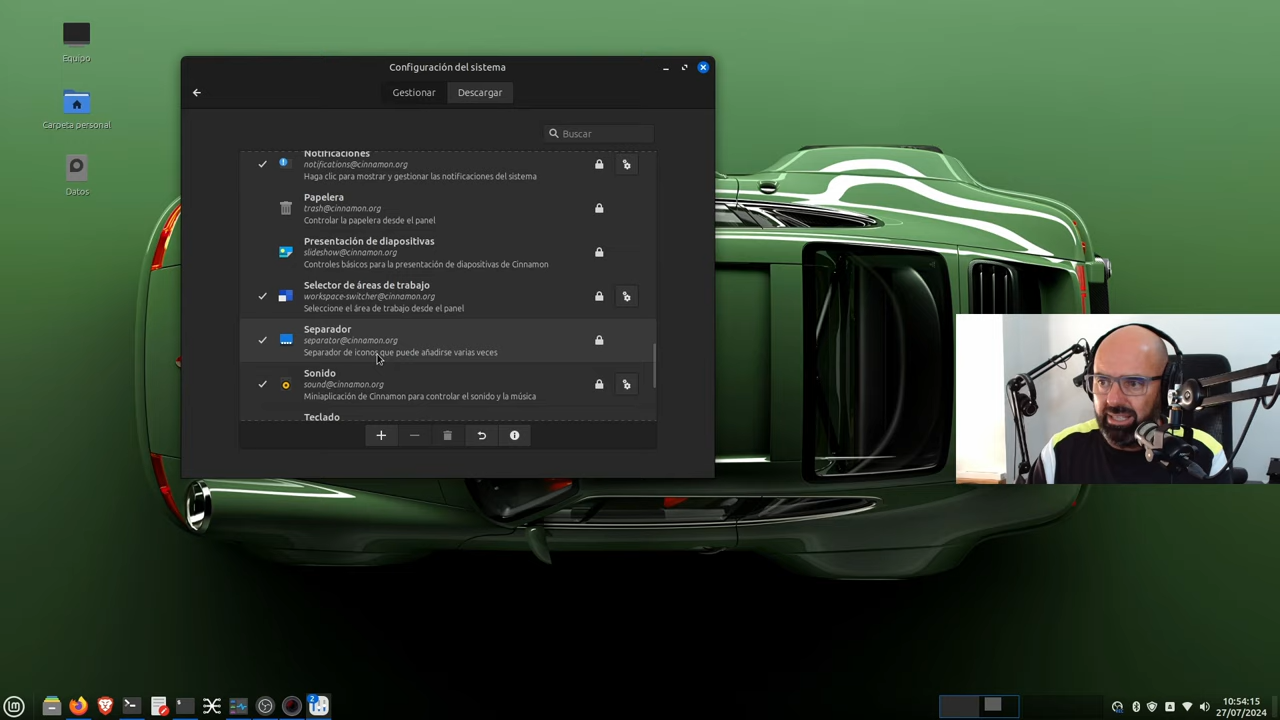 Equipo
Carpeta personal
Datos
Configuración del sistema
Gestionar
Descargar
Buscar
Notificaciones
notifications@cinnamon.org
Haga clic para mostrar y gestionar las notificaciones del sistema
Papelera
trash@cinnamon.org
Controlar la papelera desde el panel
Presentación de diapositivas
slideshow@cinnamon.org
Controles básicos para la presentación de diapositivas de Cinnamon
Selector de áreas de trabajo
workspace-switcher@cinnamon.org
Seleccione el área de trabajo desde el panel
Separador
separator@cinnamon.org
Separador de iconos que puede añadirse varias veces
Sonido
sound@cinnamon.org
Miniaplicación de Cinnamon para controlar el sonido y la música
Teclado
2
10:54:15
27/07/2024